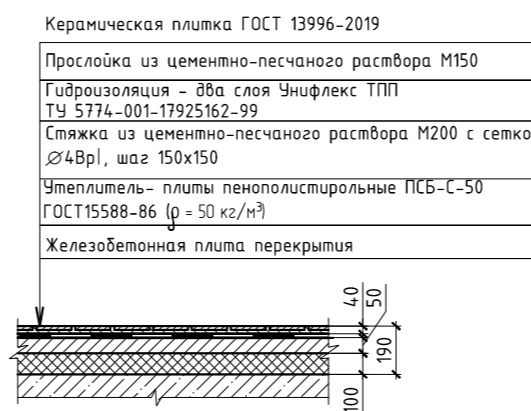 Керамическая плитка ГОСТ 13996-2019
Прослойка из цементно-песчаного раствора М150
Гидроизоляция - два слоя Унифлекс ТПП
ТУ 5774-001-17925162-99
Стяжка из цементно-песчаного раствора М200 с сетко
∅4ВрI, шаг 150х150
Утеплитель- плиты пенополистирольные ПСБ-С-50
ГОСТ15588-86 (ρ = 50 кг/м³)
Железобетонная плита перекрытия
40
50
190
100